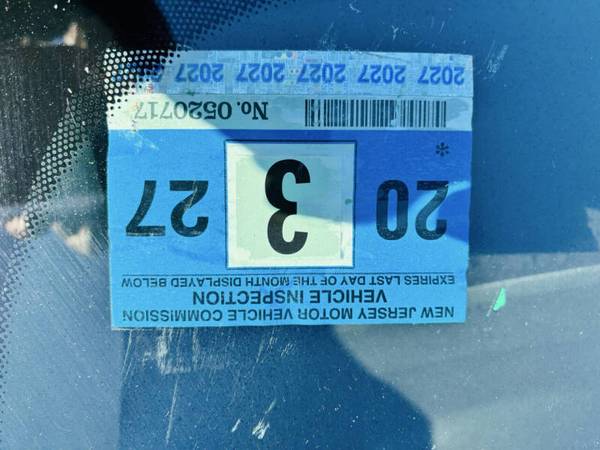 NEW JERSEY MOTOR VEHICLE COMMISSION
VEHICLE INSPECTION
EXPIRES LAST DAY OF THE MONTH DISPLAYED BELOW
20 3 27
*
No. 0520717
2027 2027 2027 2027 2027 2027